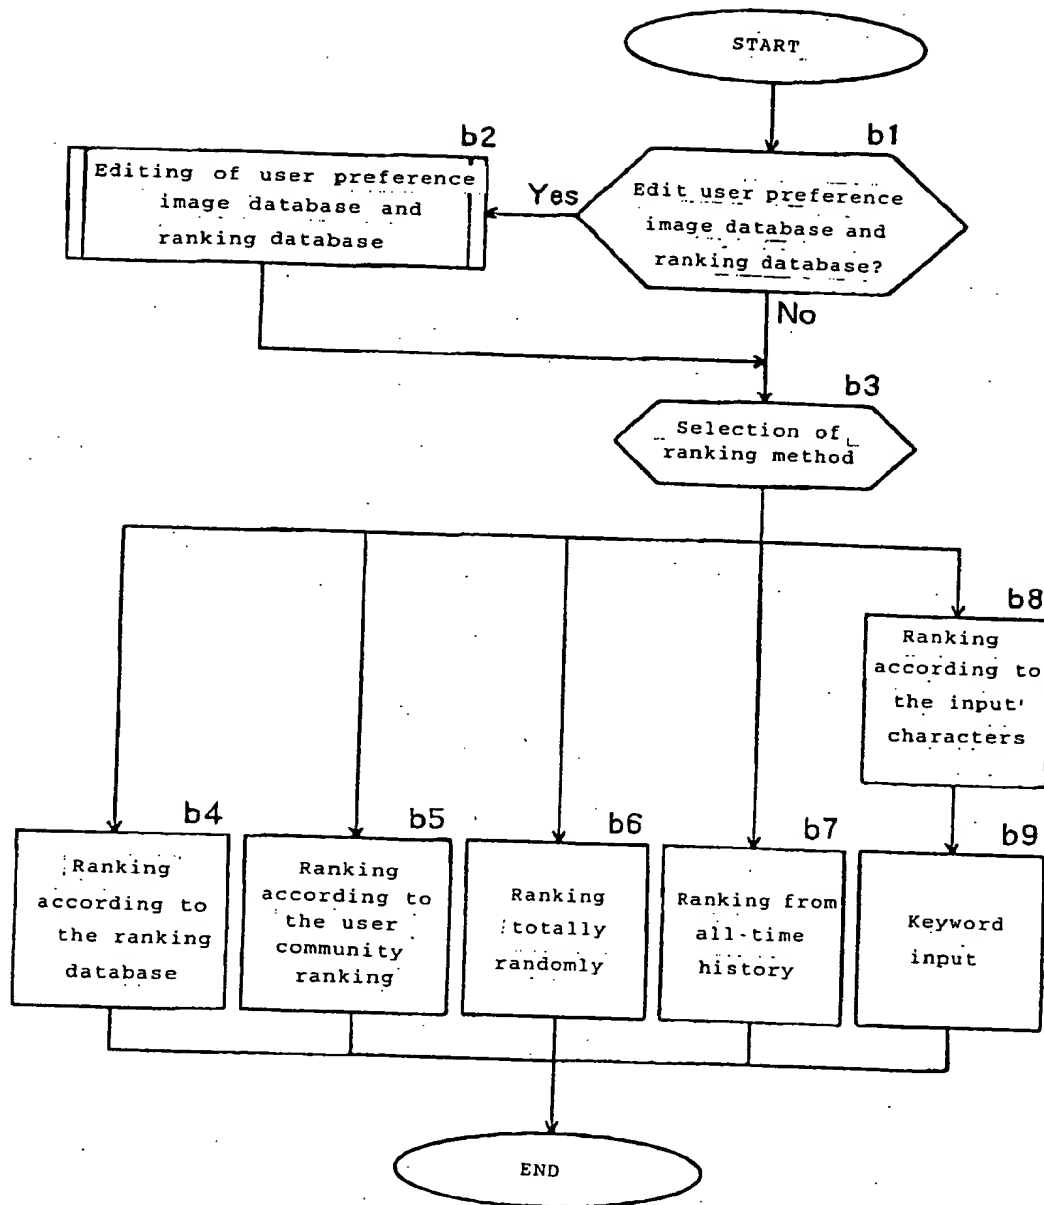 START
b1
Edit user preference
image database and
ranking database?
b2
Editing of user preference
image database and
ranking database
Yes
No
b3
Selection of
ranking method
b8
Ranking
according to
the input
characters
b4
Ranking
according to
the ranking
database
b5
Ranking
according to
the user
community
ranking
b6
Ranking
totally
randomly
b7
Ranking from
all-time
history
b9
Keyword
input
END